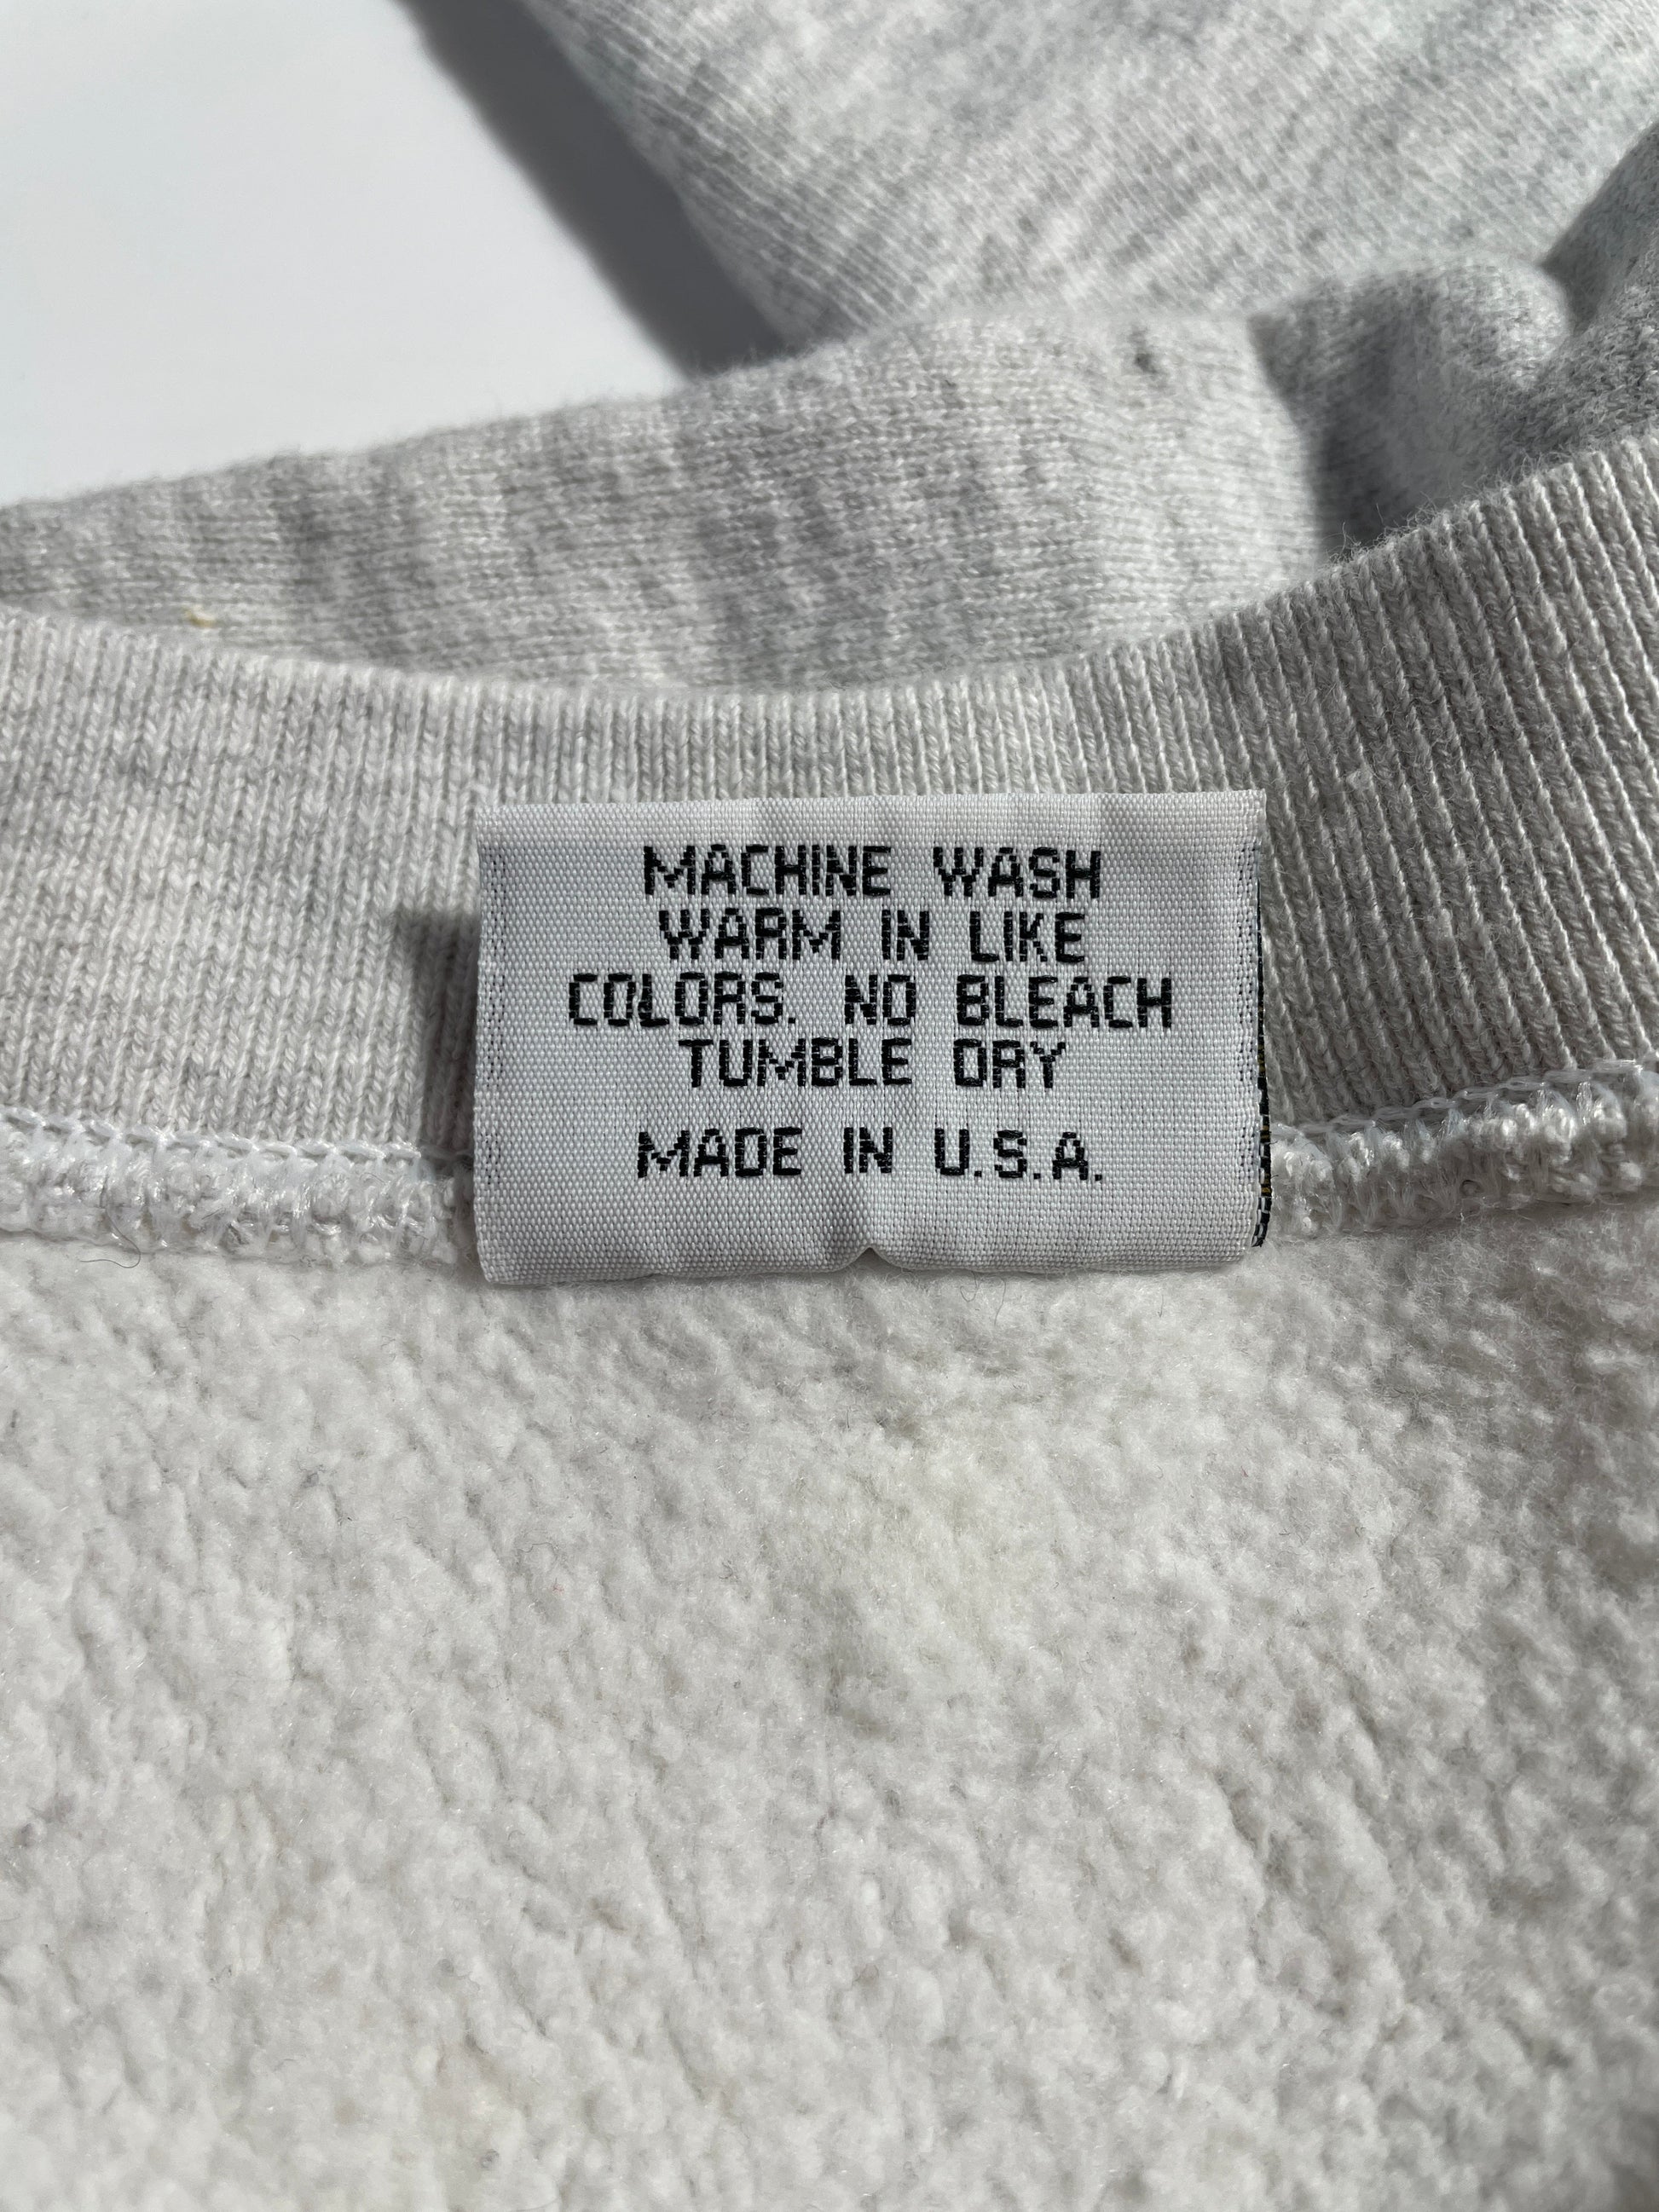 MACHINE WASH
WARM IN LIKE
COLORS. NO BLEACH
TUMBLE DRY
MADE IN U.S.A.